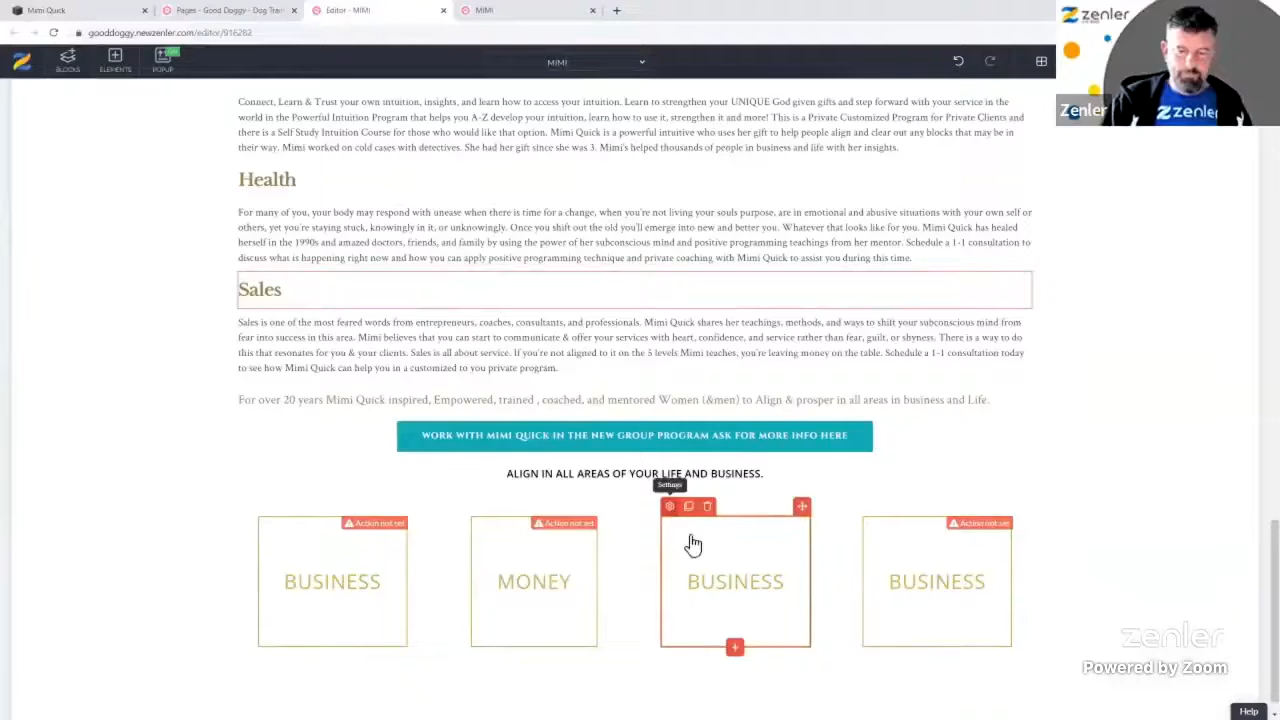 Mimi Quick
Pages - Good Doggy - Dog Train
Editor - MIMI
MIMI
gooddoggy.newzenler.com/editor/916282
BLOCKS
ELEMENTS
POPUP
MIMI
zenler
Zenler
zenler
Connect, Learn & Trust your own intuition, insights, and learn how to access your intuition. Learn to strengthen your UNIQUE God given gifts and step forward with your service in the
world in the Powerful Intuition Program that helps you A-Z develop your intuition, learn how to use it, strengthen it and more! This is a Private Customized Program for Private Clients and
there is a Self Study Intuition Course for those who would like that option. Mimi Quick is a powerful intuitive who uses her gift to help people align and clear out any blocks that may be in
their way. Mimi worked on cold cases with detectives. She had her gift since she was 3. Mimi's helped thousands of people in business and life with her insights.
Health
For many of you, your body may respond with unease when there is time for a change, when you're not living your souls purpose, are in emotional and abusive situations with your own self or
others, yet you're staying stuck, knowingly in it, or unknowingly. Once you shift out the old you'll emerge into new and better you. Whatever that looks like for you. Mimi Quick has healed
herself in the 1990s and amazed doctors, friends, and family by using the power of her subconscious mind and positive programming teachings from her mentor. Schedule a 1-1 consultation to
discuss what is happening right now and how you can apply positive programming technique and private coaching with Mimi Quick to assist you during this time.
Sales
Sales is one of the most feared words from entrepreneurs, coaches, consultants, and professionals. Mimi Quick shares her teachings, methods, and ways to shift your subconscious mind from
fear into success in this area. Mimi believes that you can start to communicate & offer your services with heart, confidence, and service rather than fear, guilt, or shyness. There is a way to do
this that resonates for you & your clients. Sales is all about service. If you're not aligned to it on the 5 levels Mimi teaches, you're leaving money on the table. Schedule a 1-1 consultation today
to see how Mimi Quick can help you in a customized to you private program.
For over 20 years Mimi Quick inspired, Empowered, trained , coached, and mentored Women (&men) to Align & prosper in all areas in business and Life.
WORK WITH MIMI QUICK IN THE NEW GROUP PROGRAM ASK FOR MORE INFO HERE
ALIGN IN ALL AREAS OF YOUR LIFE AND BUSINESS.
Settings
Action not set
Action not set
Action not set
BUSINESS
MONEY
BUSINESS
BUSINESS
zenler
Powered by Zoom
Help